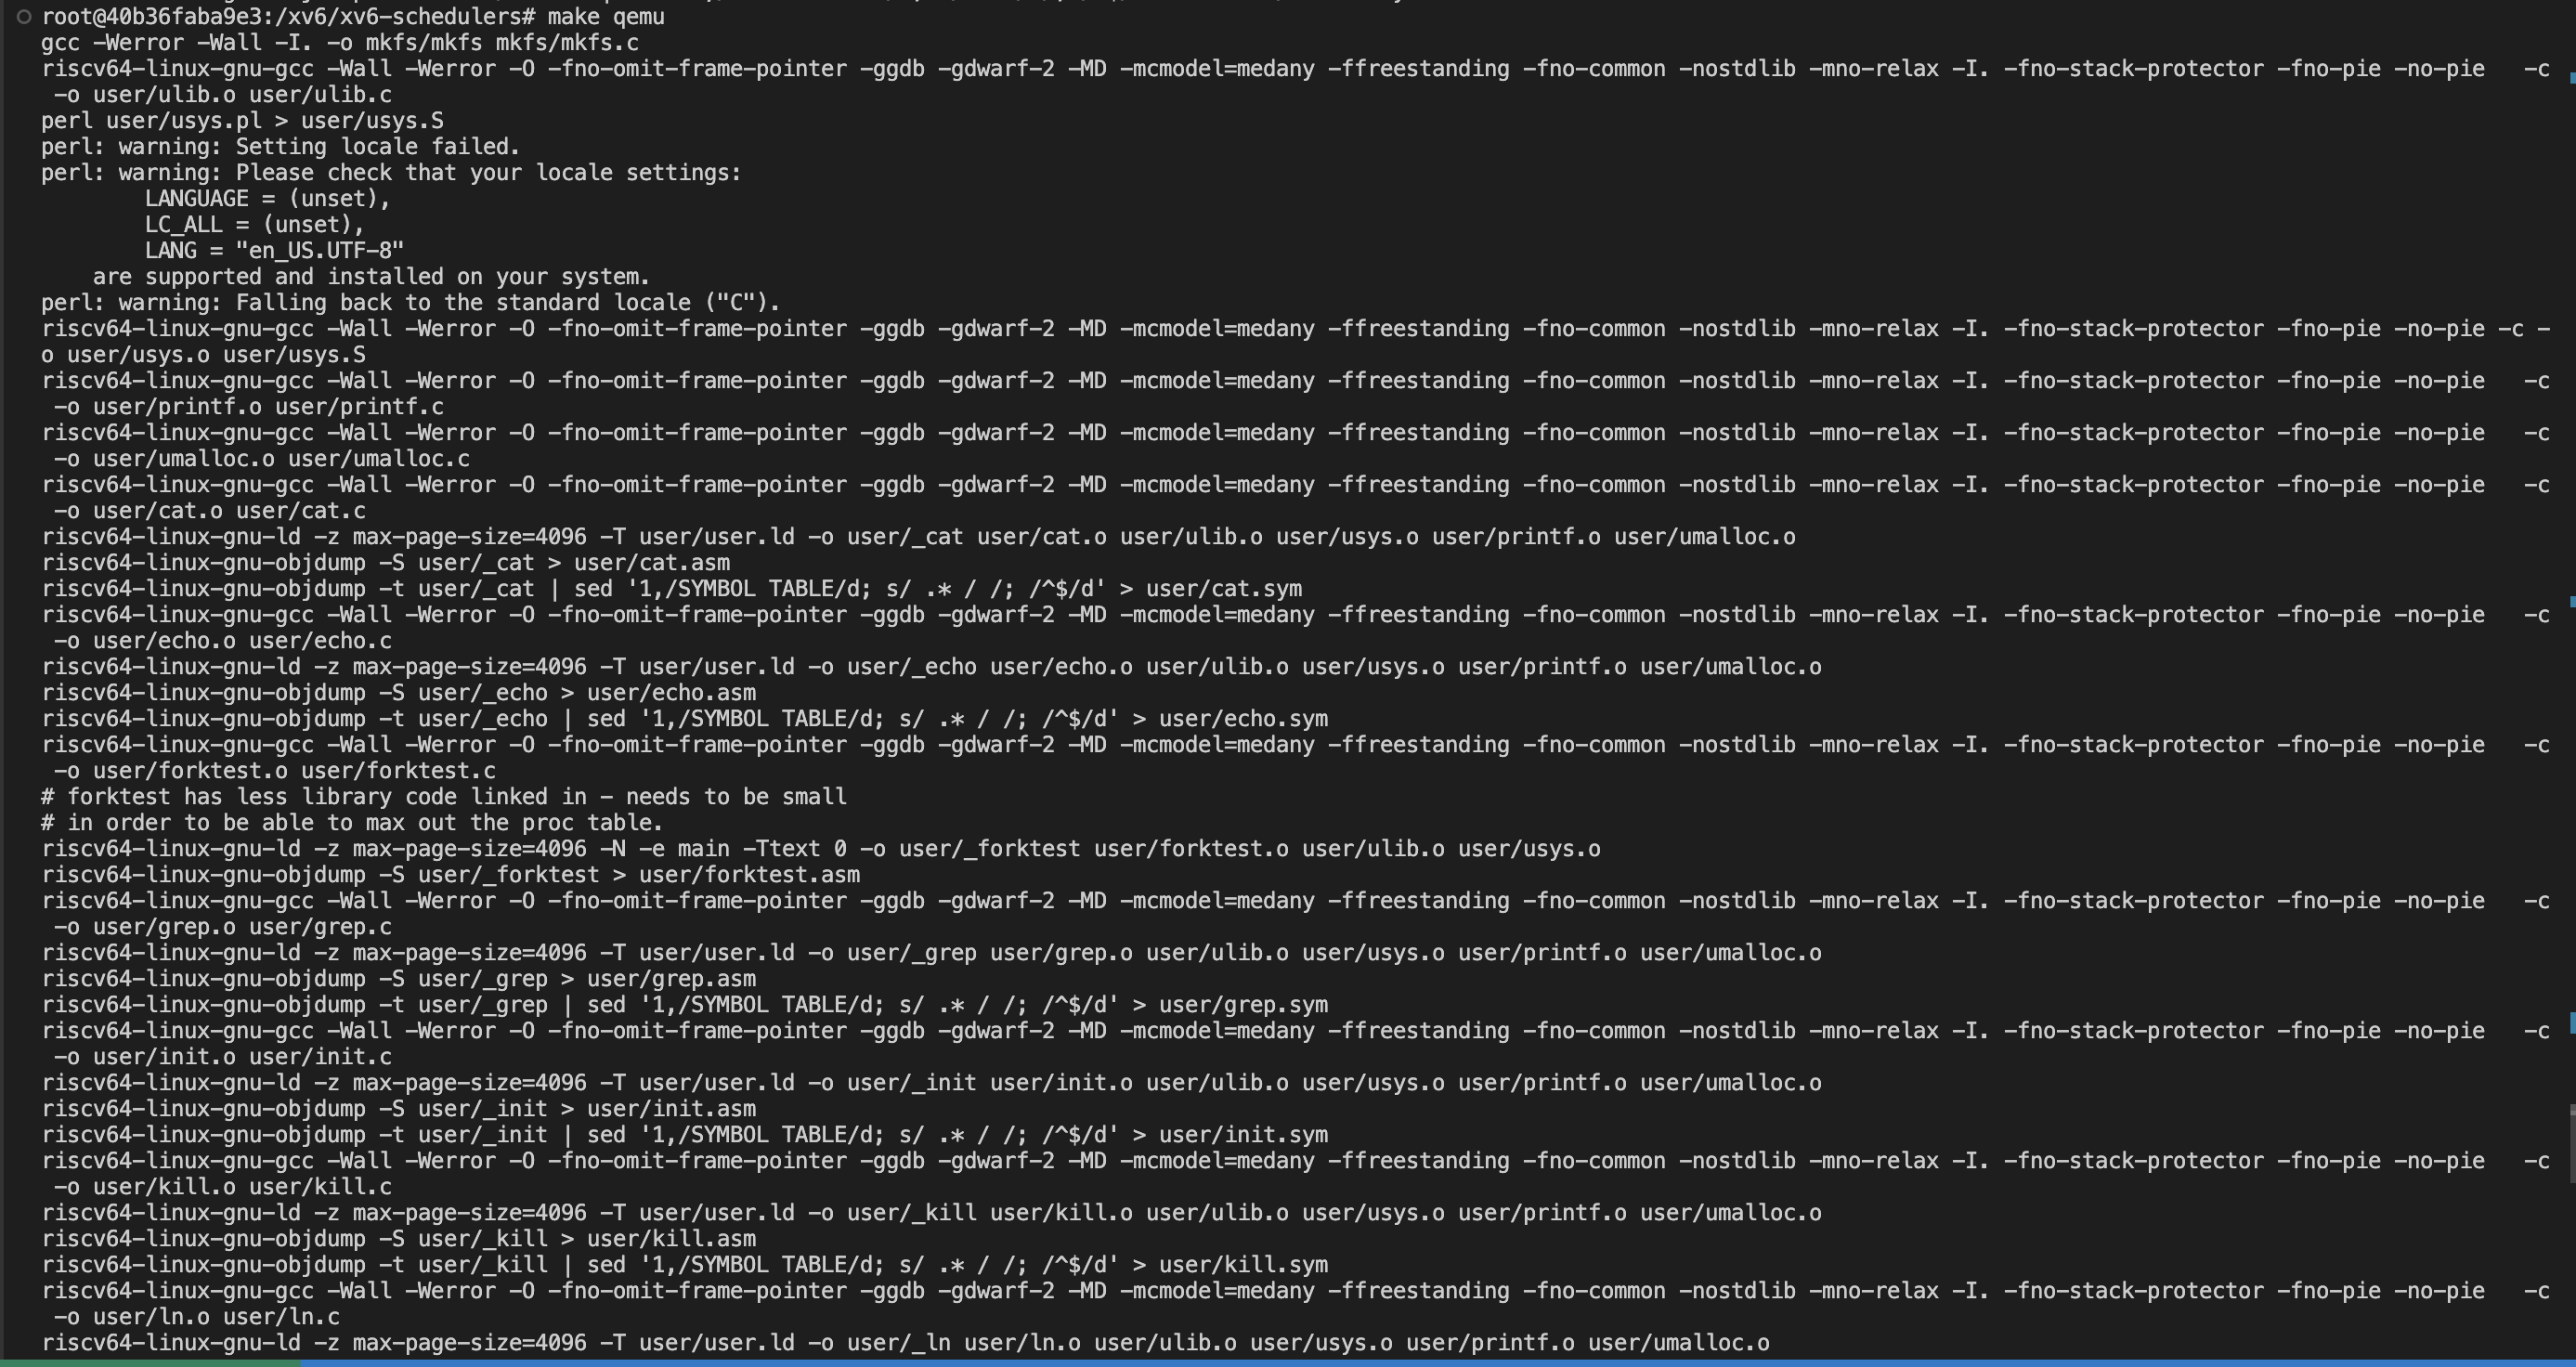 root@40b36faba9e3:/xv6/xv6-schedulers# make qemu
gcc -Werror -Wall -I. -o mkfs/mkfs mkfs/mkfs.c
riscv64-linux-gnu-gcc -Wall -Werror -O -fno-omit-frame-pointer -ggdb -gdwarf-2 -MD -mcmodel=medany -ffreestanding -fno-common -nostdlib -mno-relax -I. -fno-stack-protector -fno-pie -no-pie   -c
 -o user/ulib.o user/ulib.c
perl user/usys.pl > user/usys.S
perl: warning: Setting locale failed.
perl: warning: Please check that your locale settings:
        LANGUAGE = (unset),
        LC_ALL = (unset),
        LANG = "en_US.UTF-8"
    are supported and installed on your system.
perl: warning: Falling back to the standard locale ("C").
riscv64-linux-gnu-gcc -Wall -Werror -O -fno-omit-frame-pointer -ggdb -gdwarf-2 -MD -mcmodel=medany -ffreestanding -fno-common -nostdlib -mno-relax -I. -fno-stack-protector -fno-pie -no-pie -c -
o user/usys.o user/usys.S
riscv64-linux-gnu-gcc -Wall -Werror -O -fno-omit-frame-pointer -ggdb -gdwarf-2 -MD -mcmodel=medany -ffreestanding -fno-common -nostdlib -mno-relax -I. -fno-stack-protector -fno-pie -no-pie   -c
 -o user/printf.o user/printf.c
riscv64-linux-gnu-gcc -Wall -Werror -O -fno-omit-frame-pointer -ggdb -gdwarf-2 -MD -mcmodel=medany -ffreestanding -fno-common -nostdlib -mno-relax -I. -fno-stack-protector -fno-pie -no-pie   -c
 -o user/umalloc.o user/umalloc.c
riscv64-linux-gnu-gcc -Wall -Werror -O -fno-omit-frame-pointer -ggdb -gdwarf-2 -MD -mcmodel=medany -ffreestanding -fno-common -nostdlib -mno-relax -I. -fno-stack-protector -fno-pie -no-pie   -c
 -o user/cat.o user/cat.c
riscv64-linux-gnu-ld -z max-page-size=4096 -T user/user.ld -o user/_cat user/cat.o user/ulib.o user/usys.o user/printf.o user/umalloc.o
riscv64-linux-gnu-objdump -S user/_cat > user/cat.asm
riscv64-linux-gnu-objdump -t user/_cat | sed '1,/SYMBOL TABLE/d; s/ .* / /; /^$/d' > user/cat.sym
riscv64-linux-gnu-gcc -Wall -Werror -O -fno-omit-frame-pointer -ggdb -gdwarf-2 -MD -mcmodel=medany -ffreestanding -fno-common -nostdlib -mno-relax -I. -fno-stack-protector -fno-pie -no-pie   -c
 -o user/echo.o user/echo.c
riscv64-linux-gnu-ld -z max-page-size=4096 -T user/user.ld -o user/_echo user/echo.o user/ulib.o user/usys.o user/printf.o user/umalloc.o
riscv64-linux-gnu-objdump -S user/_echo > user/echo.asm
riscv64-linux-gnu-objdump -t user/_echo | sed '1,/SYMBOL TABLE/d; s/ .* / /; /^$/d' > user/echo.sym
riscv64-linux-gnu-gcc -Wall -Werror -O -fno-omit-frame-pointer -ggdb -gdwarf-2 -MD -mcmodel=medany -ffreestanding -fno-common -nostdlib -mno-relax -I. -fno-stack-protector -fno-pie -no-pie   -c
 -o user/forktest.o user/forktest.c
# forktest has less library code linked in - needs to be small
# in order to be able to max out the proc table.
riscv64-linux-gnu-ld -z max-page-size=4096 -N -e main -Ttext 0 -o user/_forktest user/forktest.o user/ulib.o user/usys.o
riscv64-linux-gnu-objdump -S user/_forktest > user/forktest.asm
riscv64-linux-gnu-gcc -Wall -Werror -O -fno-omit-frame-pointer -ggdb -gdwarf-2 -MD -mcmodel=medany -ffreestanding -fno-common -nostdlib -mno-relax -I. -fno-stack-protector -fno-pie -no-pie   -c
 -o user/grep.o user/grep.c
riscv64-linux-gnu-ld -z max-page-size=4096 -T user/user.ld -o user/_grep user/grep.o user/ulib.o user/usys.o user/printf.o user/umalloc.o
riscv64-linux-gnu-objdump -S user/_grep > user/grep.asm
riscv64-linux-gnu-objdump -t user/_grep | sed '1,/SYMBOL TABLE/d; s/ .* / /; /^$/d' > user/grep.sym
riscv64-linux-gnu-gcc -Wall -Werror -O -fno-omit-frame-pointer -ggdb -gdwarf-2 -MD -mcmodel=medany -ffreestanding -fno-common -nostdlib -mno-relax -I. -fno-stack-protector -fno-pie -no-pie   -c
 -o user/init.o user/init.c
riscv64-linux-gnu-ld -z max-page-size=4096 -T user/user.ld -o user/_init user/init.o user/ulib.o user/usys.o user/printf.o user/umalloc.o
riscv64-linux-gnu-objdump -S user/_init > user/init.asm
riscv64-linux-gnu-objdump -t user/_init | sed '1,/SYMBOL TABLE/d; s/ .* / /; /^$/d' > user/init.sym
riscv64-linux-gnu-gcc -Wall -Werror -O -fno-omit-frame-pointer -ggdb -gdwarf-2 -MD -mcmodel=medany -ffreestanding -fno-common -nostdlib -mno-relax -I. -fno-stack-protector -fno-pie -no-pie   -c
 -o user/kill.o user/kill.c
riscv64-linux-gnu-ld -z max-page-size=4096 -T user/user.ld -o user/_kill user/kill.o user/ulib.o user/usys.o user/printf.o user/umalloc.o
riscv64-linux-gnu-objdump -S user/_kill > user/kill.asm
riscv64-linux-gnu-objdump -t user/_kill | sed '1,/SYMBOL TABLE/d; s/ .* / /; /^$/d' > user/kill.sym
riscv64-linux-gnu-gcc -Wall -Werror -O -fno-omit-frame-pointer -ggdb -gdwarf-2 -MD -mcmodel=medany -ffreestanding -fno-common -nostdlib -mno-relax -I. -fno-stack-protector -fno-pie -no-pie   -c
 -o user/ln.o user/ln.c
riscv64-linux-gnu-ld -z max-page-size=4096 -T user/user.ld -o user/_ln user/ln.o user/ulib.o user/usys.o user/printf.o user/umalloc.o